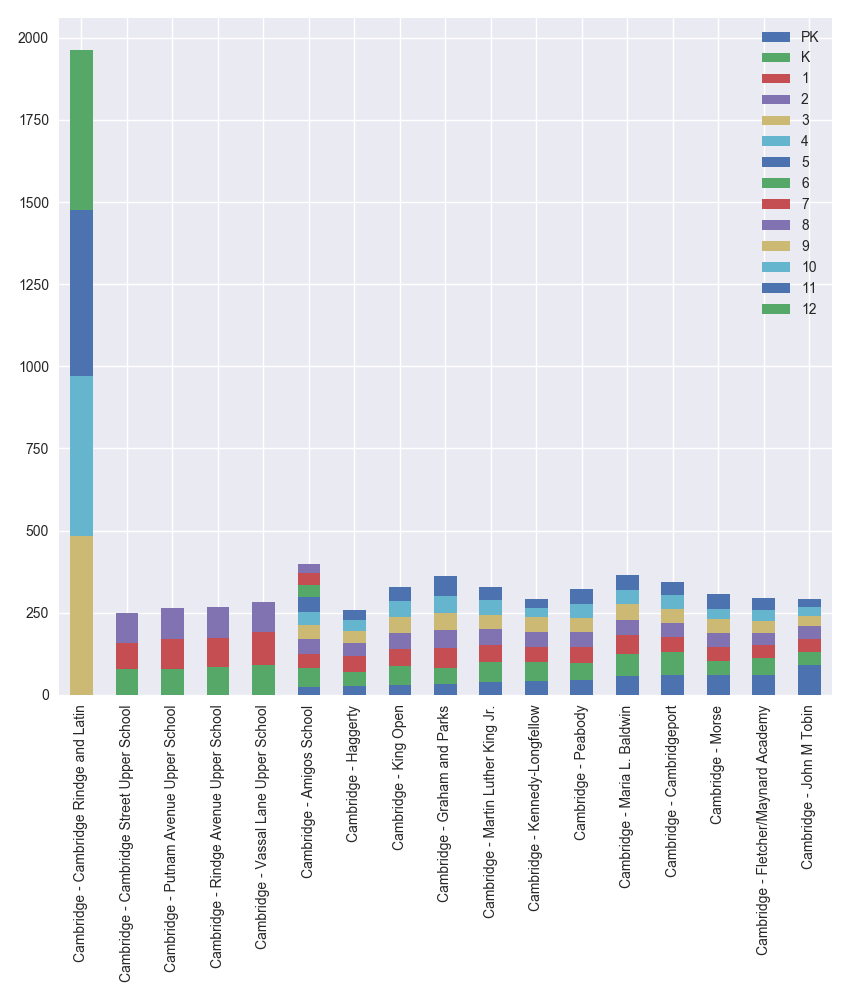 2000
1750
1500
1250
1000
750
500
250
0
PK
K
1
2
3
4
5
6
7
8
9
10
11
12
Cambridge - Cambridge Rindge and Latin
Cambridge - Cambridge Street Upper School
Cambridge - Putnam Avenue Upper School
Cambridge - Rindge Avenue Upper School
Cambridge - Vassal Lane Upper School
Cambridge - Amigos School
Cambridge - Haggerty
Cambridge - King Open
Cambridge - Graham and Parks
Cambridge - Martin Luther King Jr.
Cambridge - Kennedy-Longfellow
Cambridge - Peabody
Cambridge - Maria L. Baldwin
Cambridge - Cambridgeport
Cambridge - Morse
Cambridge - Fletcher/Maynard Academy
Cambridge - John M Tobin